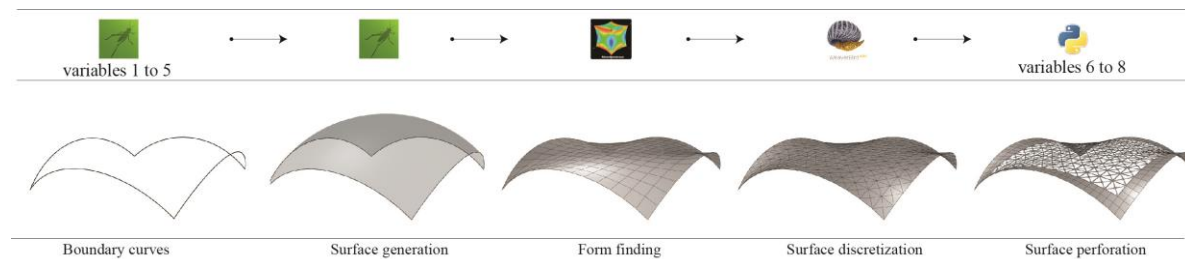 variables 1 to 5
variables 6 to 8
Boundary curves
Surface generation
Form finding
Surface discretization
Surface perforation